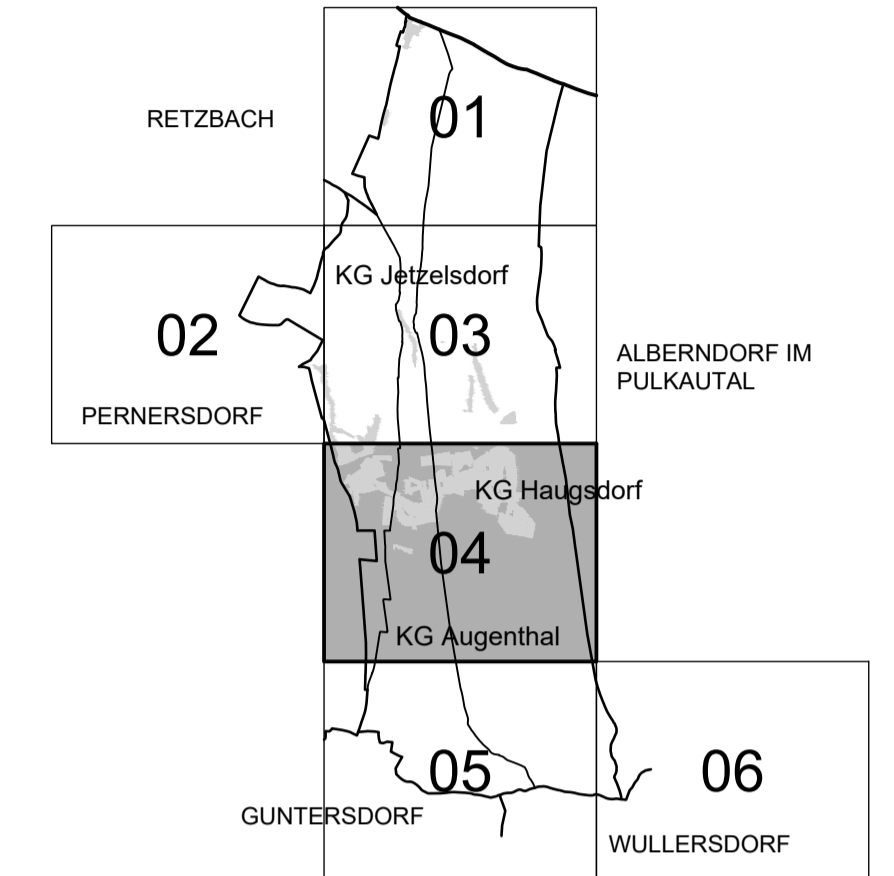 01
RETZBACH
KG Jetzelsdorf
02
03
ALBERNDORF IM
PULKAUTAL
PERNERSDORF
KG Haugsdorf
04
KG Augenthal
05
06
GUNTERSDORF
WULLERSDORF